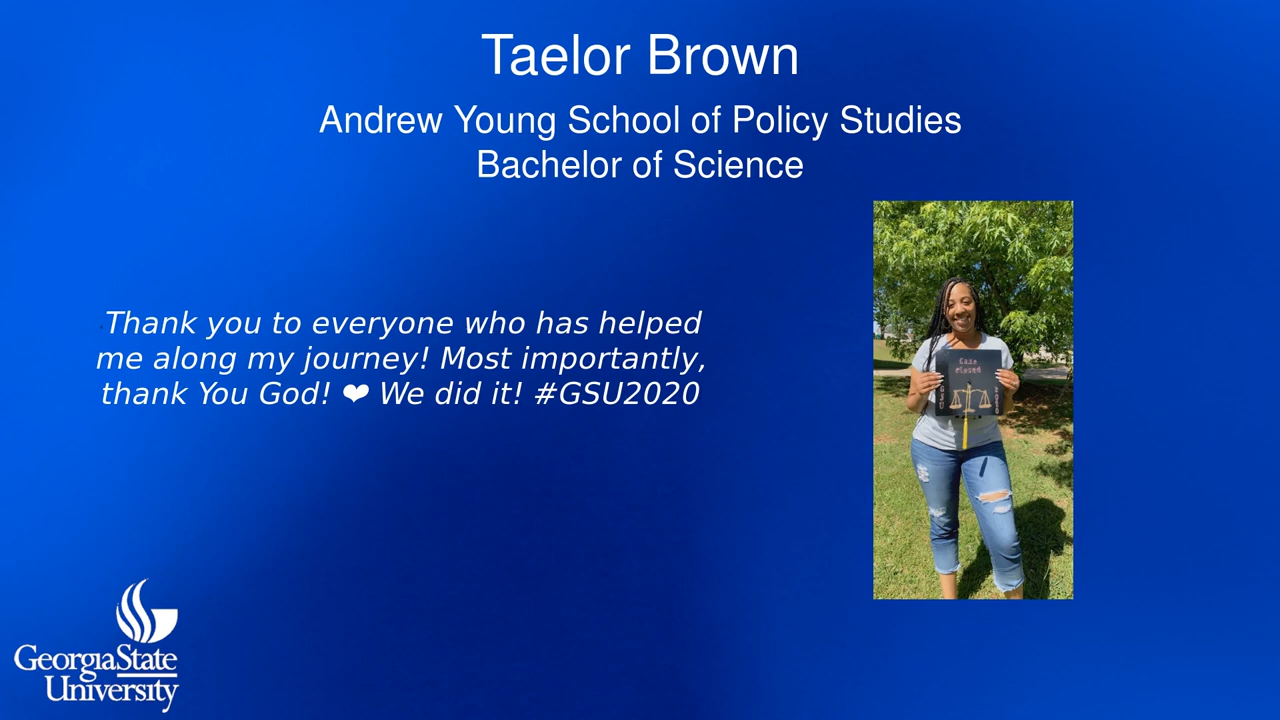 Taelor Brown
Andrew Young School of Policy Studies
Bachelor of Science
Thank you to everyone who has helped
me along my journey! Most importantly,
thank You God! ❤ We did it! #GSU2020
Case
closed
GeorgiaState
University